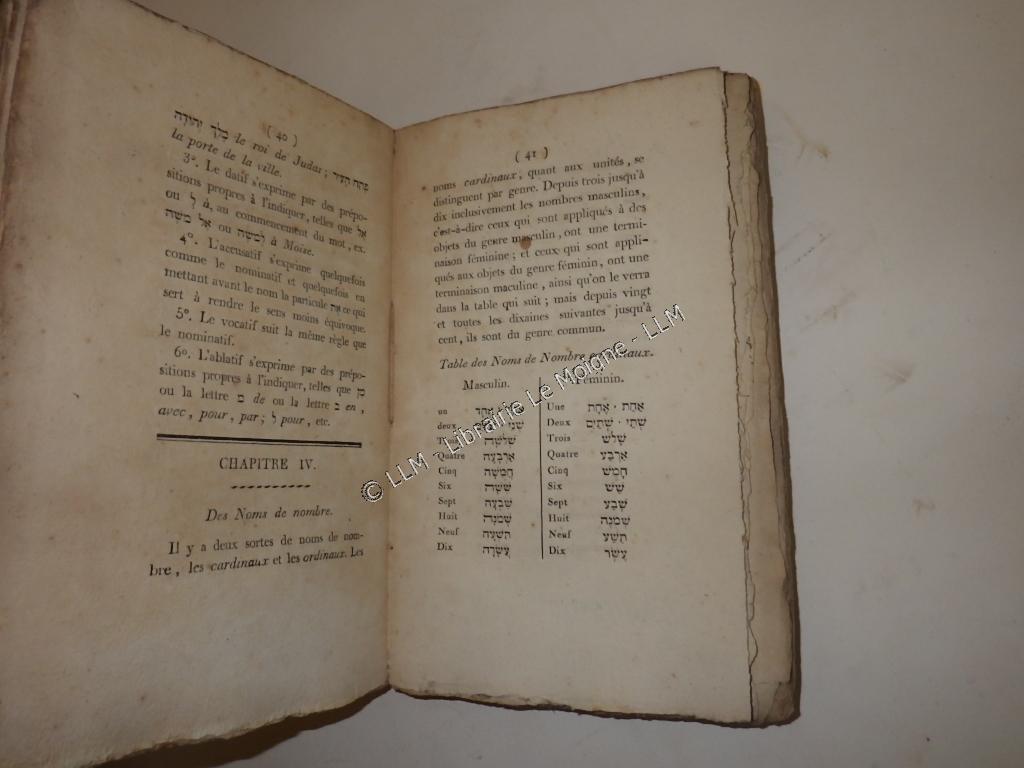 ( 40 )
מֶלֶךְ יְהוּדָה le roi de Juda; פֶּתַח הָעִיר
la porte de la ville.
3º. Le datif s'exprime par des prépo-
sitions propres à l'indiquer, telles que אֶל
ou לְ à, au commencement du mot, ex.
אֶל מֹשֶׁה ou לְמֹשֶׁה à Moïse.
4º. L'accusatif s'exprime quelquefois
comme le nominatif et quelquefois en
mettant avant le nom la particule אֶת ce qui
sert à rendre le sens moins équivoque.
5º. Le vocatif suit la même règle que
le nominatif.
6º. L'ablatif s'exprime par des prépo-
sitions propres à l'indiquer, telles que מִן
ou la lettre מ de ou la lettre ב en,
avec, pour, par; ל pour, etc.
CHAPITRE IV.
Des Noms de nombre.
Il y a deux sortes de noms de nom-
bre, les cardinaux et les ordinaux. Les
( 41 )
noms cardinaux, quant aux unités, se
distinguent par genre. Depuis trois jusqu'à
dix inclusivement les nombres masculins,
c'est-à-dire ceux qui sont appliqués à des
objets du genre masculin, ont une termi-
naison féminine; et ceux qui sont appli-
qués aux objets du genre féminin, ont une
terminaison maculine, ainsi qu'on le verra
dans la table qui suit; mais depuis vingt
et toutes les dixaines suivantes jusqu'à
cent, ils sont du genre commun.
Table des Noms de Nombre cardinaux.
Masculin. Féminin.
un אֶחָד Une אַחַת · אֶחָת
deux שְׁנֵי Deux שְׁתֵּי · שְׁתַּיִם
Trois שְׁלֹשָׁה Trois שָׁלֹשׁ
Quatre אַרְבָּעָה Quatre אַרְבַּע
Cinq חֲמִשָּׁה Cinq חָמֵשׁ
Six שִׁשָּׁה Six שֵׁשׁ
Sept שִׁבְעָה Sept שֶׁבַע
Huit שְׁמֹנָה Huit שְׁמֹנֶה
Neuf תִּשְׁעָה Neuf תֵּשַׁע
Dix עֲשָׂרָה Dix עֶשֶׂר
© LLM - Librairie Le Moigne - LLM